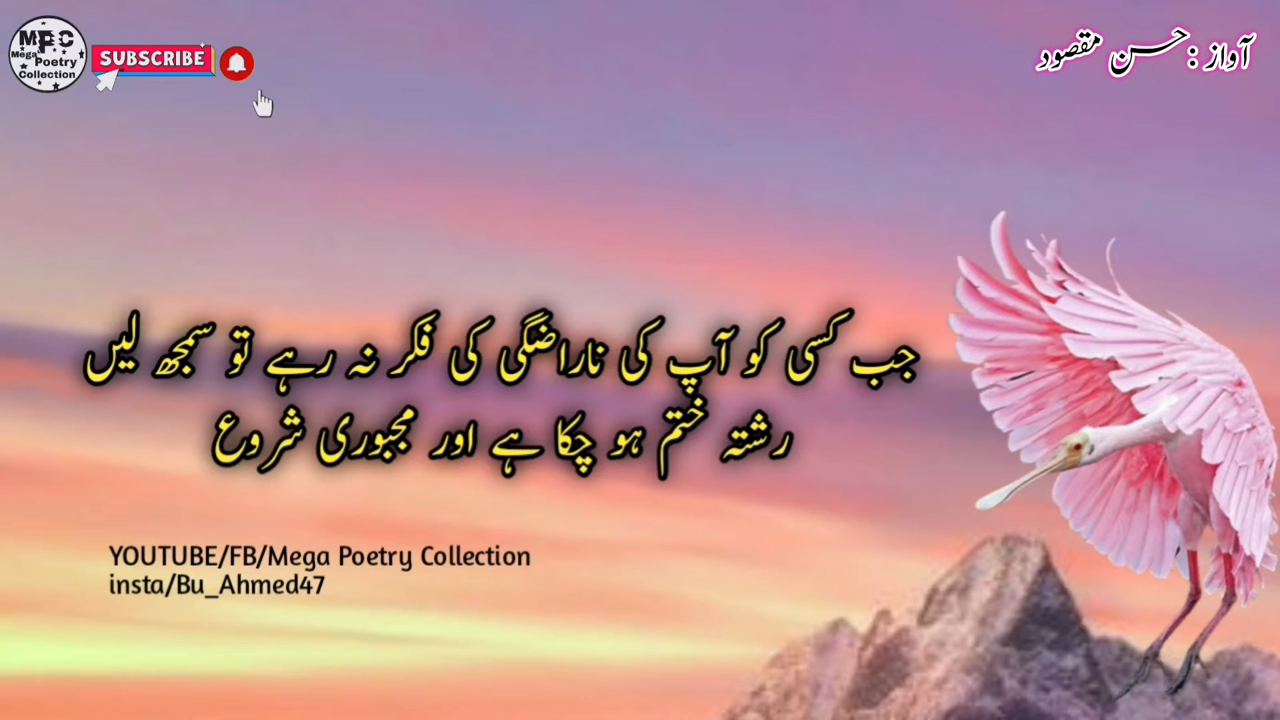 MPC
Mega
Poetry
Collection
SUBSCRIBE
آواز : حسن مقصود
جب کسی کو آپ کی ناراضگی کی فکر نہ رہے تو سمجھ لیں
رشتہ ختم ہو چکا ہے اور مجبوری شروع
YOUTUBE/FB/Mega Poetry Collection
insta/Bu_Ahmed47